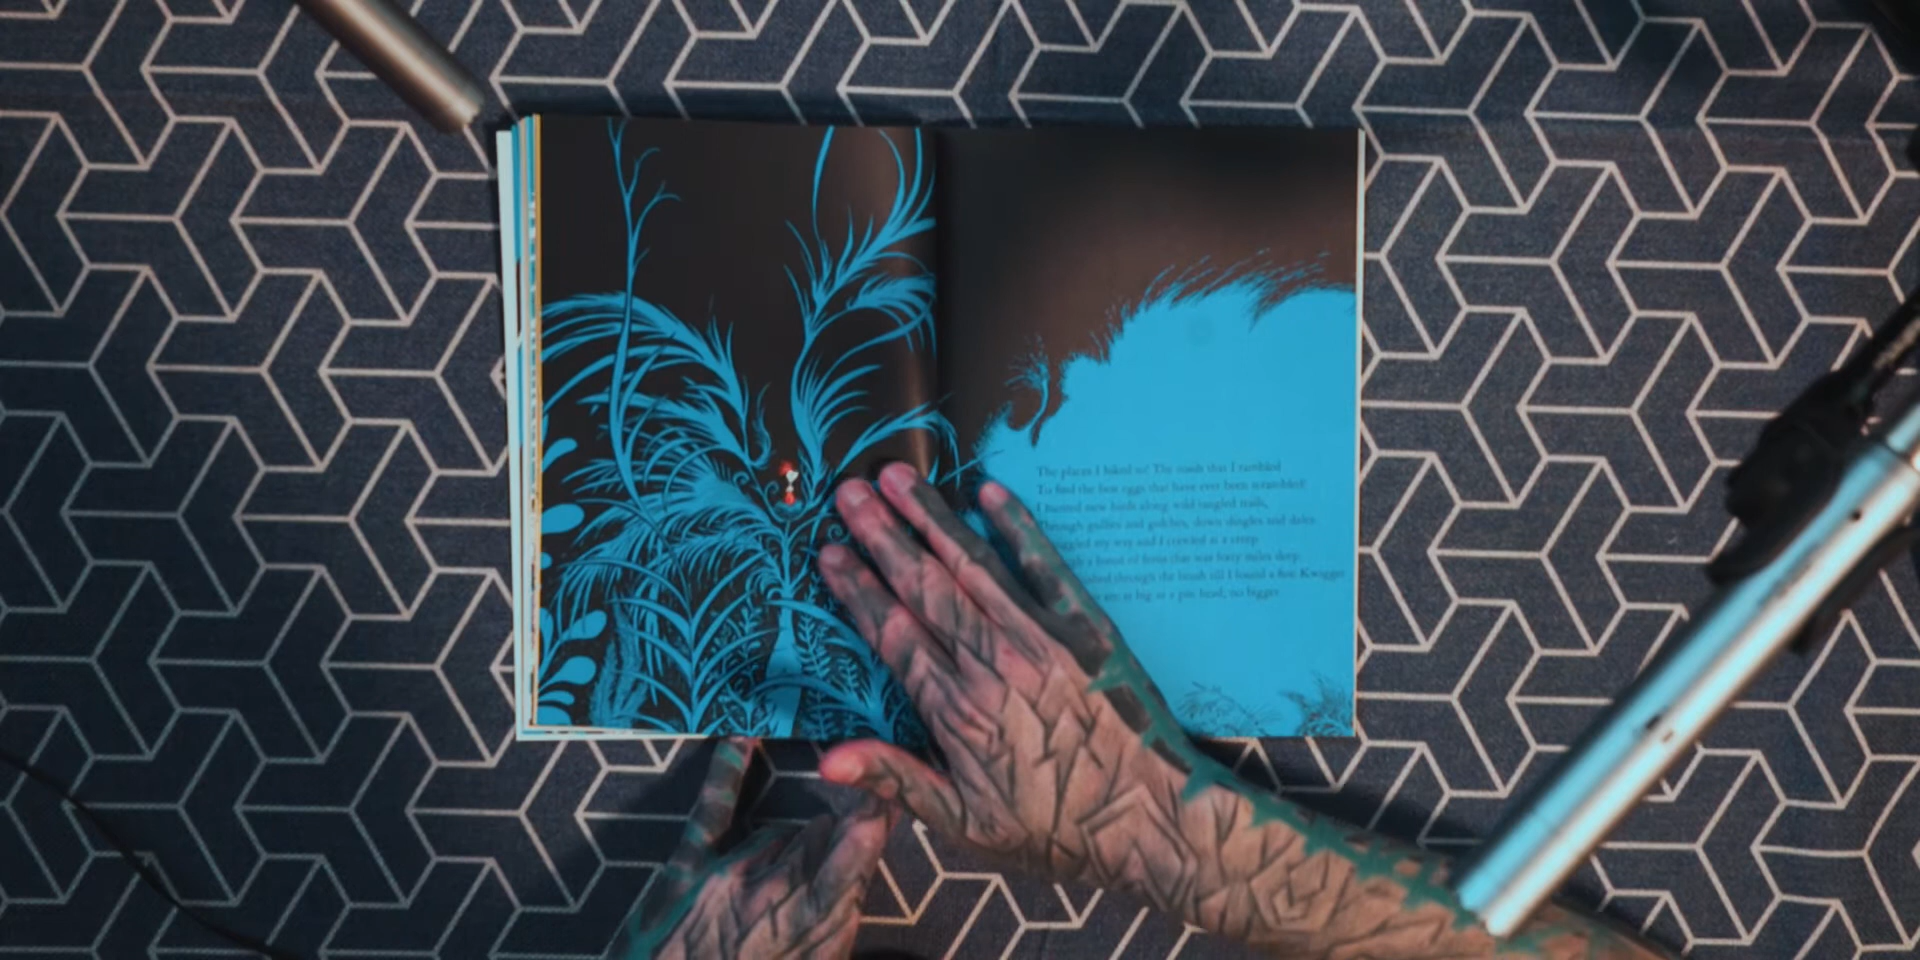 The places I hiked to! The roads that I rambled
To find the best eggs that have ever been scrambled!
I hunted new birds along wild tangled trails,
Through gullies and gulches, down dingles and dales.
my way and I crawled at a creep
a forest of ferns that was forty miles deep.
through the brush till I found a fine Kwigger
are as big as a pin head, no bigger